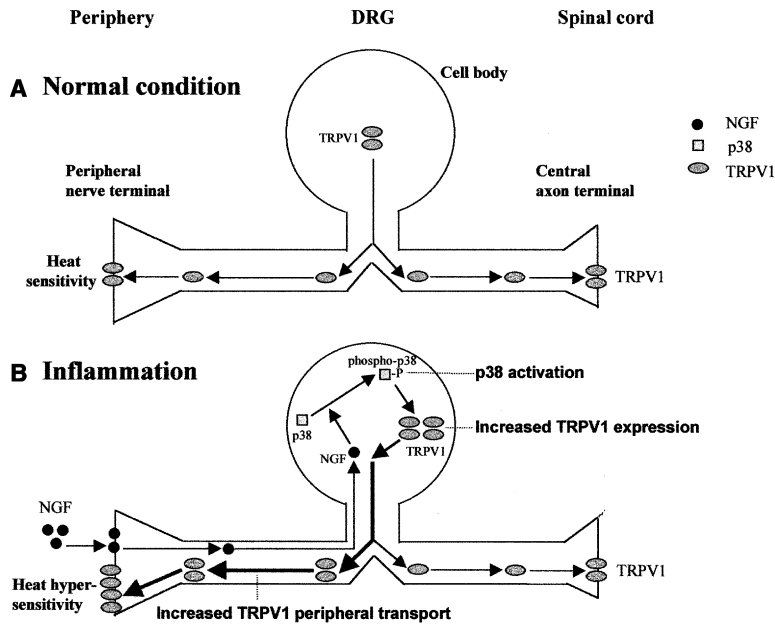 Periphery DRG Spinal cord
A Normal condition
Cell body
TRPV1
NGF
p38
TRPV1
Peripheral
nerve terminal
Central
axon terminal
Heat
sensitivity
TRPV1
B Inflammation
phospho-p38
-P
p38 activation
p38
Increased TRPV1 expression
NGF
TRPV1
NGF
Heat hyper-
sensitivity
TRPV1
Increased TRPV1 peripheral transport